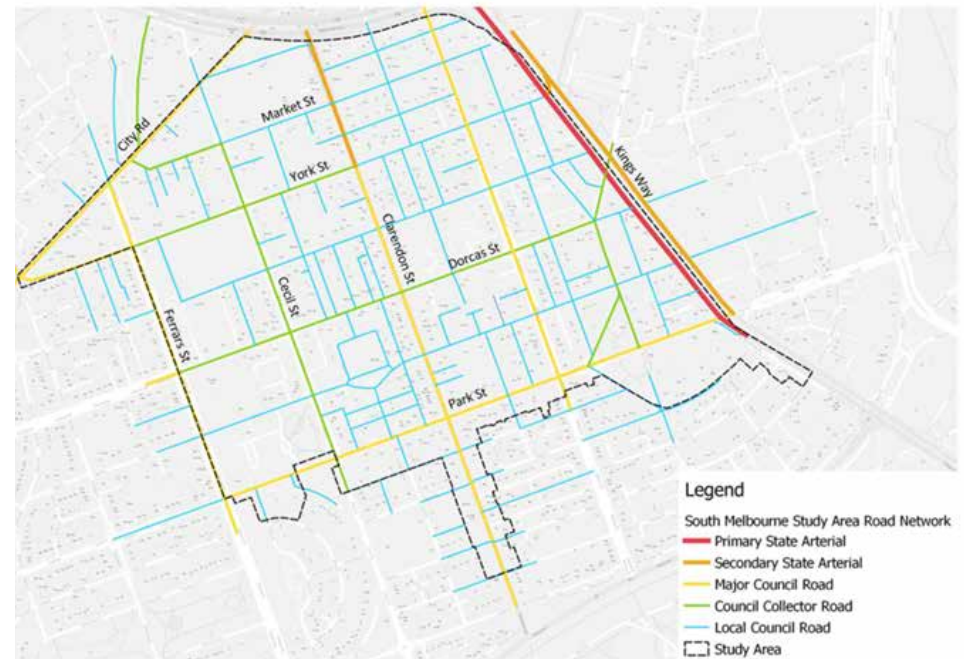 City Rd
Market St
York St
Kings Way
Clarendon St
Dorcas St
Cecil St
Ferrars St
Park St
Legend
South Melbourne Study Area Road Network
Primary State Arterial
Secondary State Arterial
Major Council Road
Council Collector Road
Local Council Road
Study Area